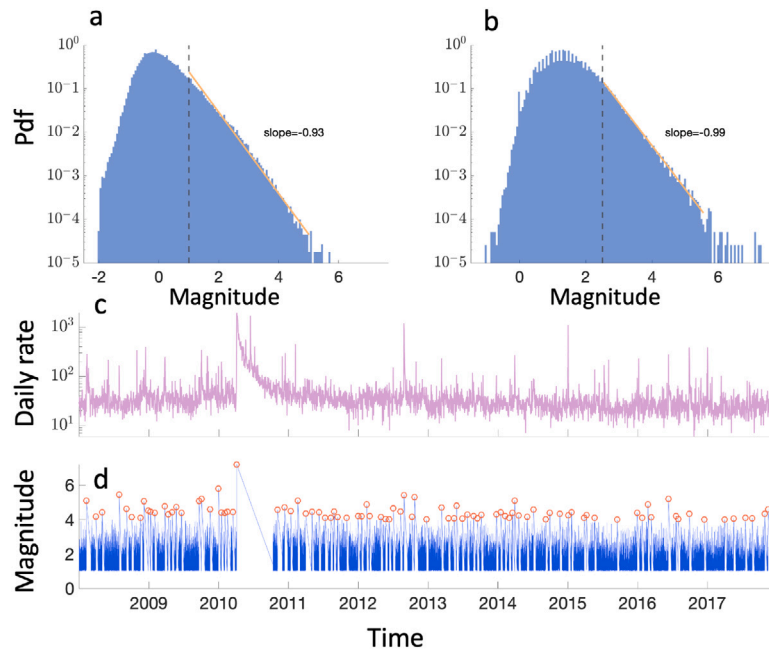 a
b
10^0
10^-1
10^-2
10^-3
10^-4
10^-5
Pdf
slope=-0.93
-2 0 2 4 6
Magnitude
10^0
10^-1
10^-2
10^-3
10^-4
10^-5
slope=-0.99
0 2 4 6
Magnitude
c
10^3
10^2
10^1
Daily rate
d
6
4
2
0
Magnitude
2009 2010 2011 2012 2013 2014 2015 2016 2017
Time